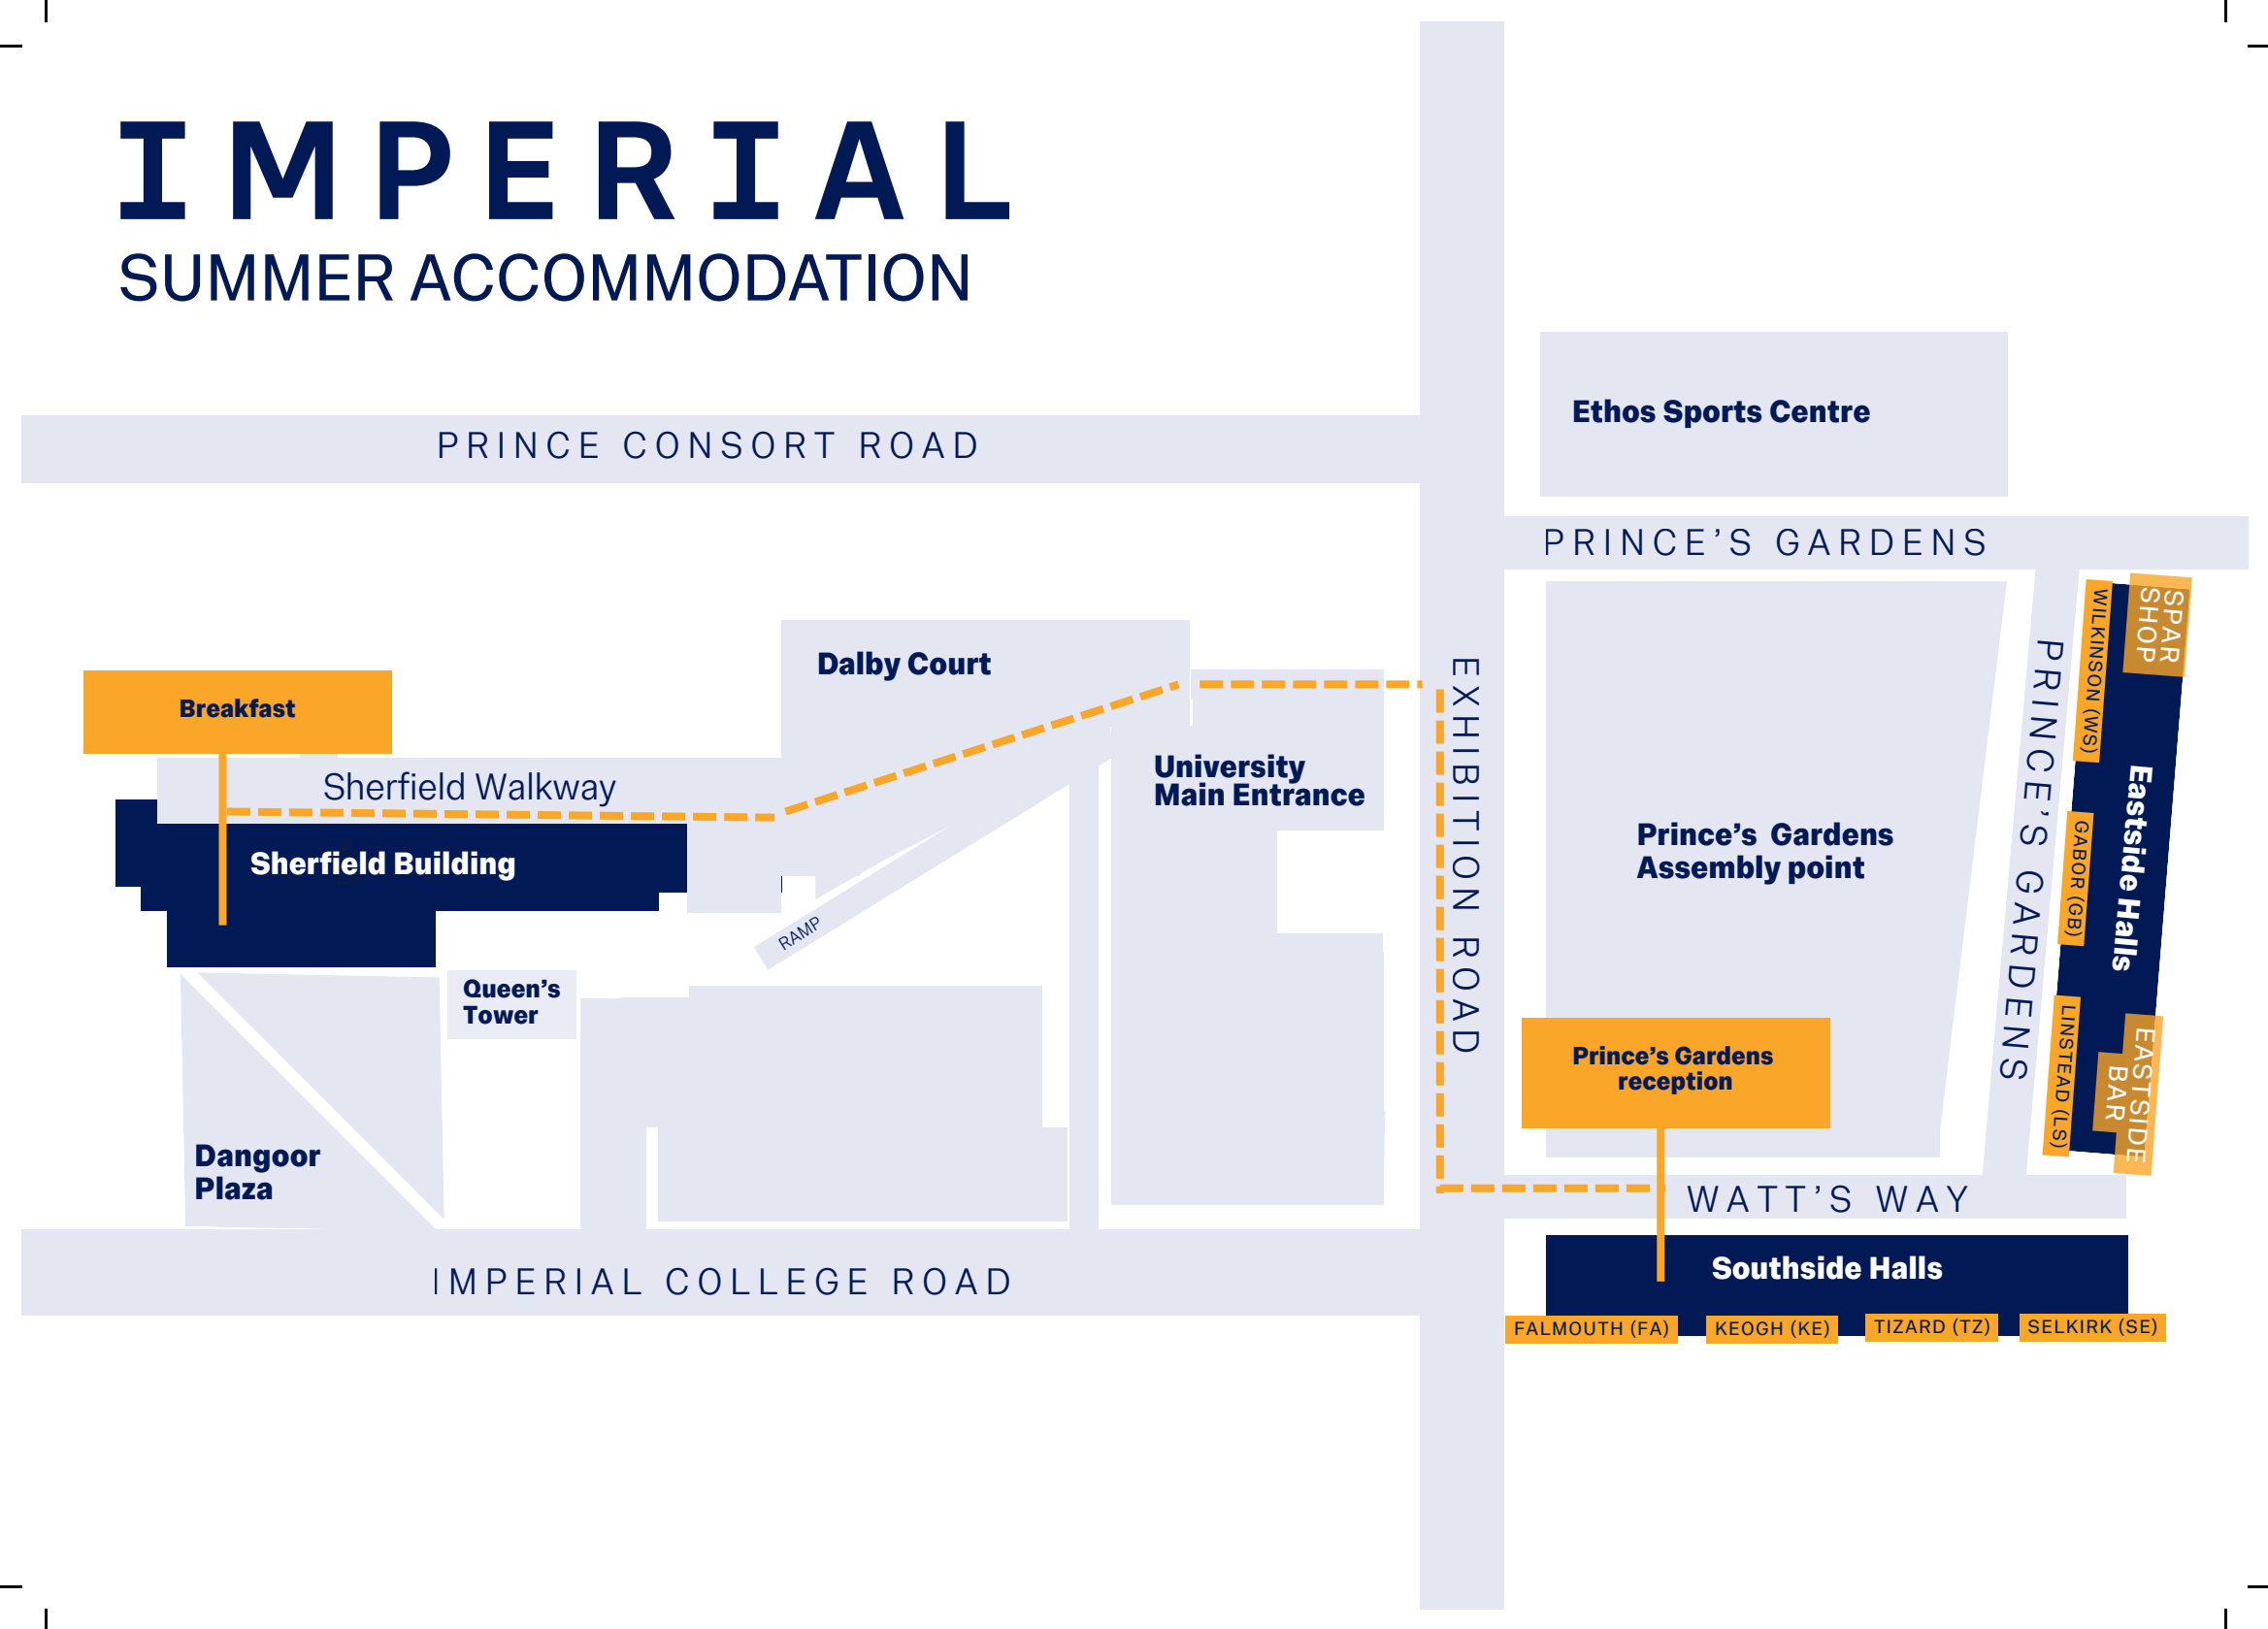 IMPERIAL
SUMMER ACCOMMODATION
Ethos Sports Centre
PRINCE CONSORT ROAD
PRINCE'S GARDENS
SPAR
SHOP
WILKINSON (WS)
Dalby Court
Breakfast
EXHIBITION ROAD
PRINCE'S GARDENS
Sherfield Walkway
University
Main Entrance
Eastside Halls
Prince's  Gardens
Assembly point
GABOR (GB)
Sherfield Building
RAMP
Queen's
Tower
LINSTEAD (LS)
EASTSIDE
BAR
Prince's Gardens
reception
Dangoor
Plaza
WATT'S WAY
IMPERIAL COLLEGE ROAD
Southside Halls
FALMOUTH (FA)
KEOGH (KE)
TIZARD (TZ)
SELKIRK (SE)